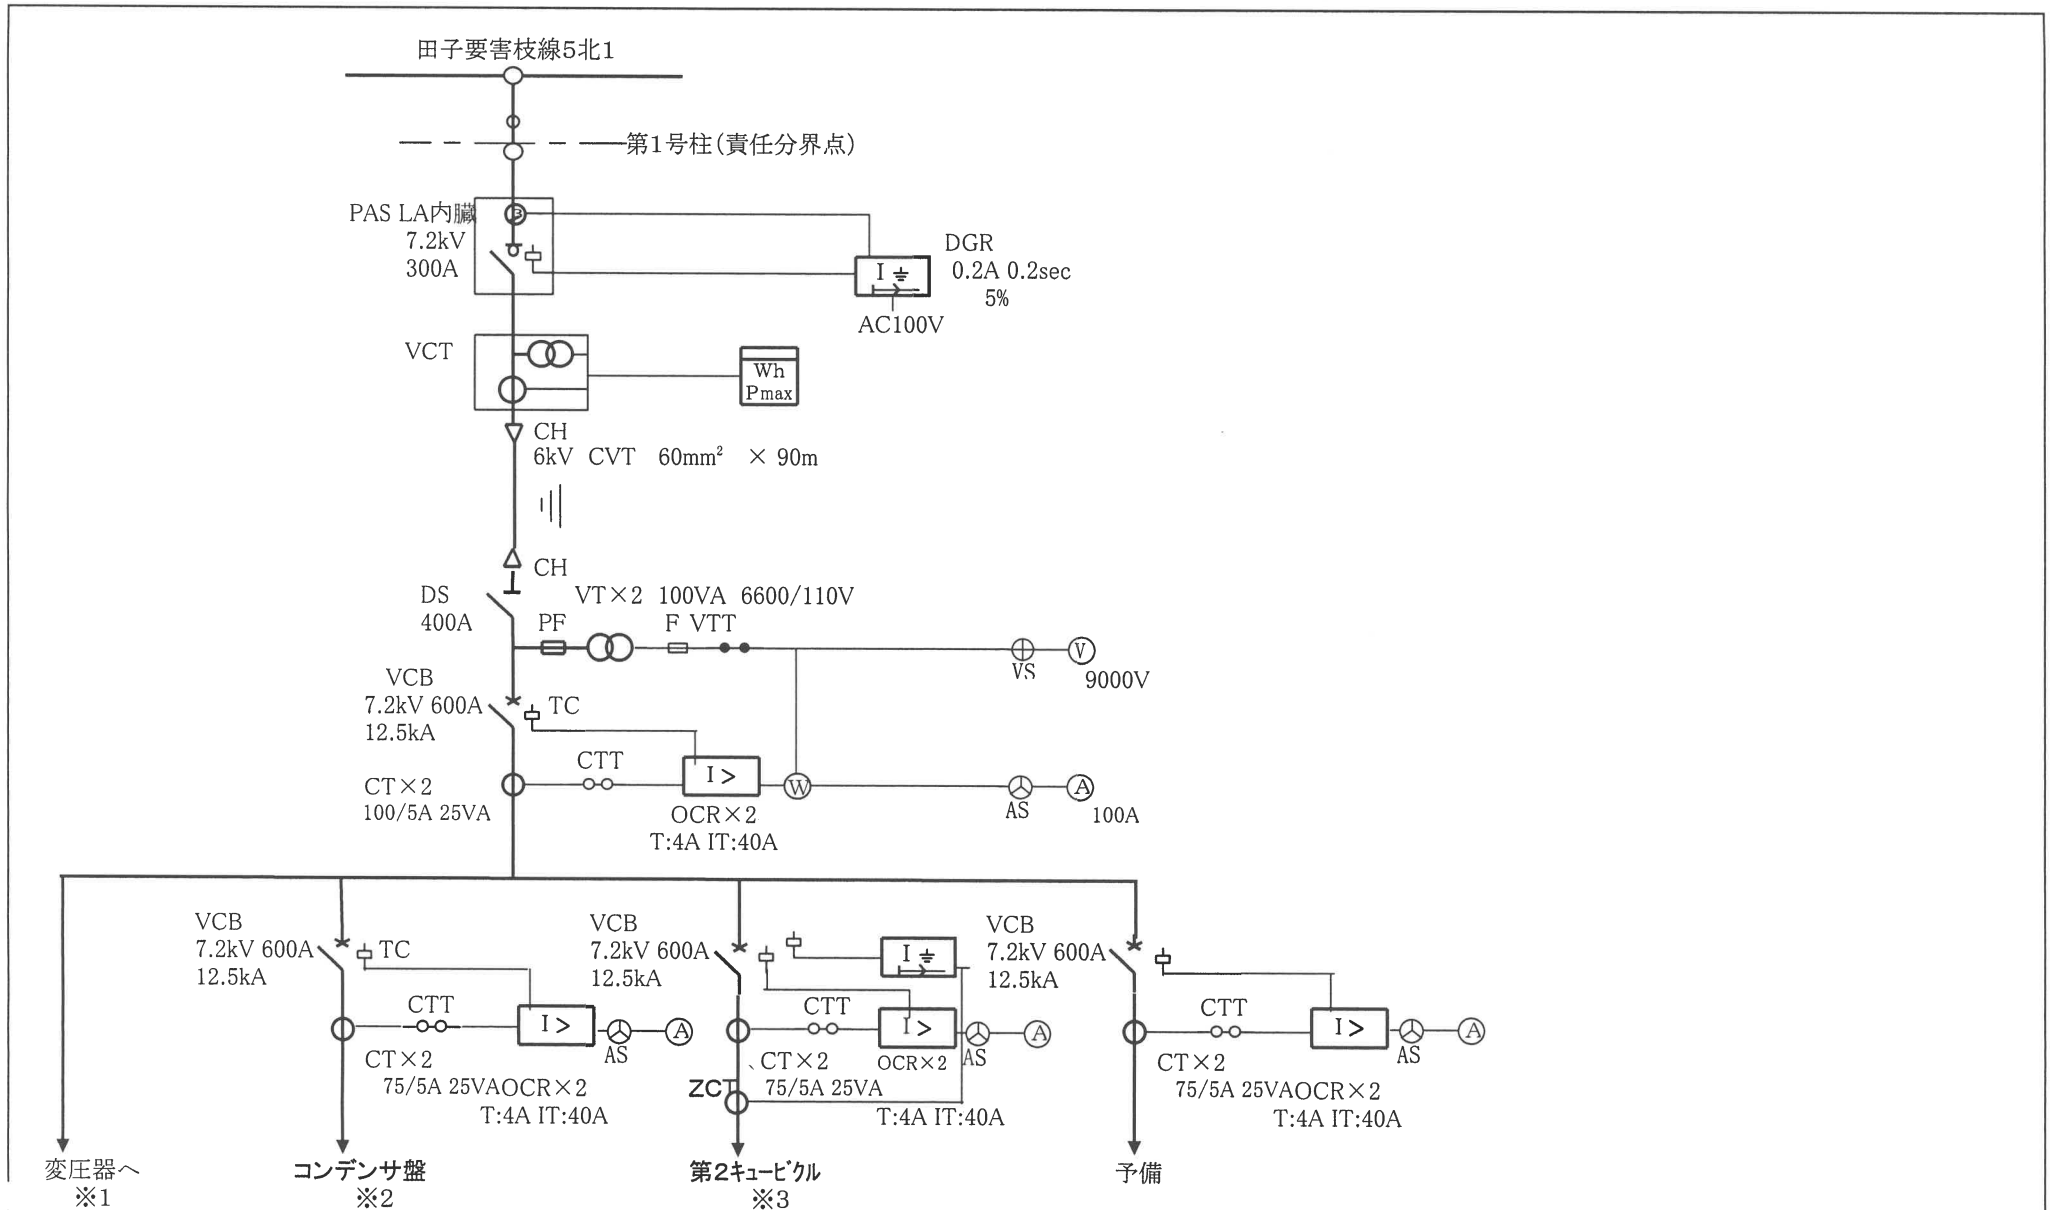 田子要害枝線5北1
第1号柱(責任分界点)
PAS LA内臓
7.2kV
300A
DGR
0.2A 0.2sec
5%
I
AC100V
VCT
Wh
Pmax
CH
6kV CVT 60mm² × 90m
CH
DS
400A
VT×2 100VA 6600/110V
PF
F VTT
VS
V
9000V
VCB
7.2kV 600A
12.5kA
TC
CTT
I >
W
AS
A
100A
CT×2
100/5A 25VA
OCR×2
T:4A IT:40A
VCB
7.2kV 600A
12.5kA
TC
CTT
I >
AS
A
CT×2
75/5A 25VA OCR×2
T:4A IT:40A
VCB
7.2kV 600A
12.5kA
I
CTT
I >
AS
A
CT×2
OCR×2
75/5A 25VA
ZCT
T:4A IT:40A
VCB
7.2kV 600A
12.5kA
CTT
I >
AS
A
CT×2
75/5A 25VA OCR×2
T:4A IT:40A
変圧器へ
※1
コンデンサ盤
※2
第2キュービクル
※3
予備